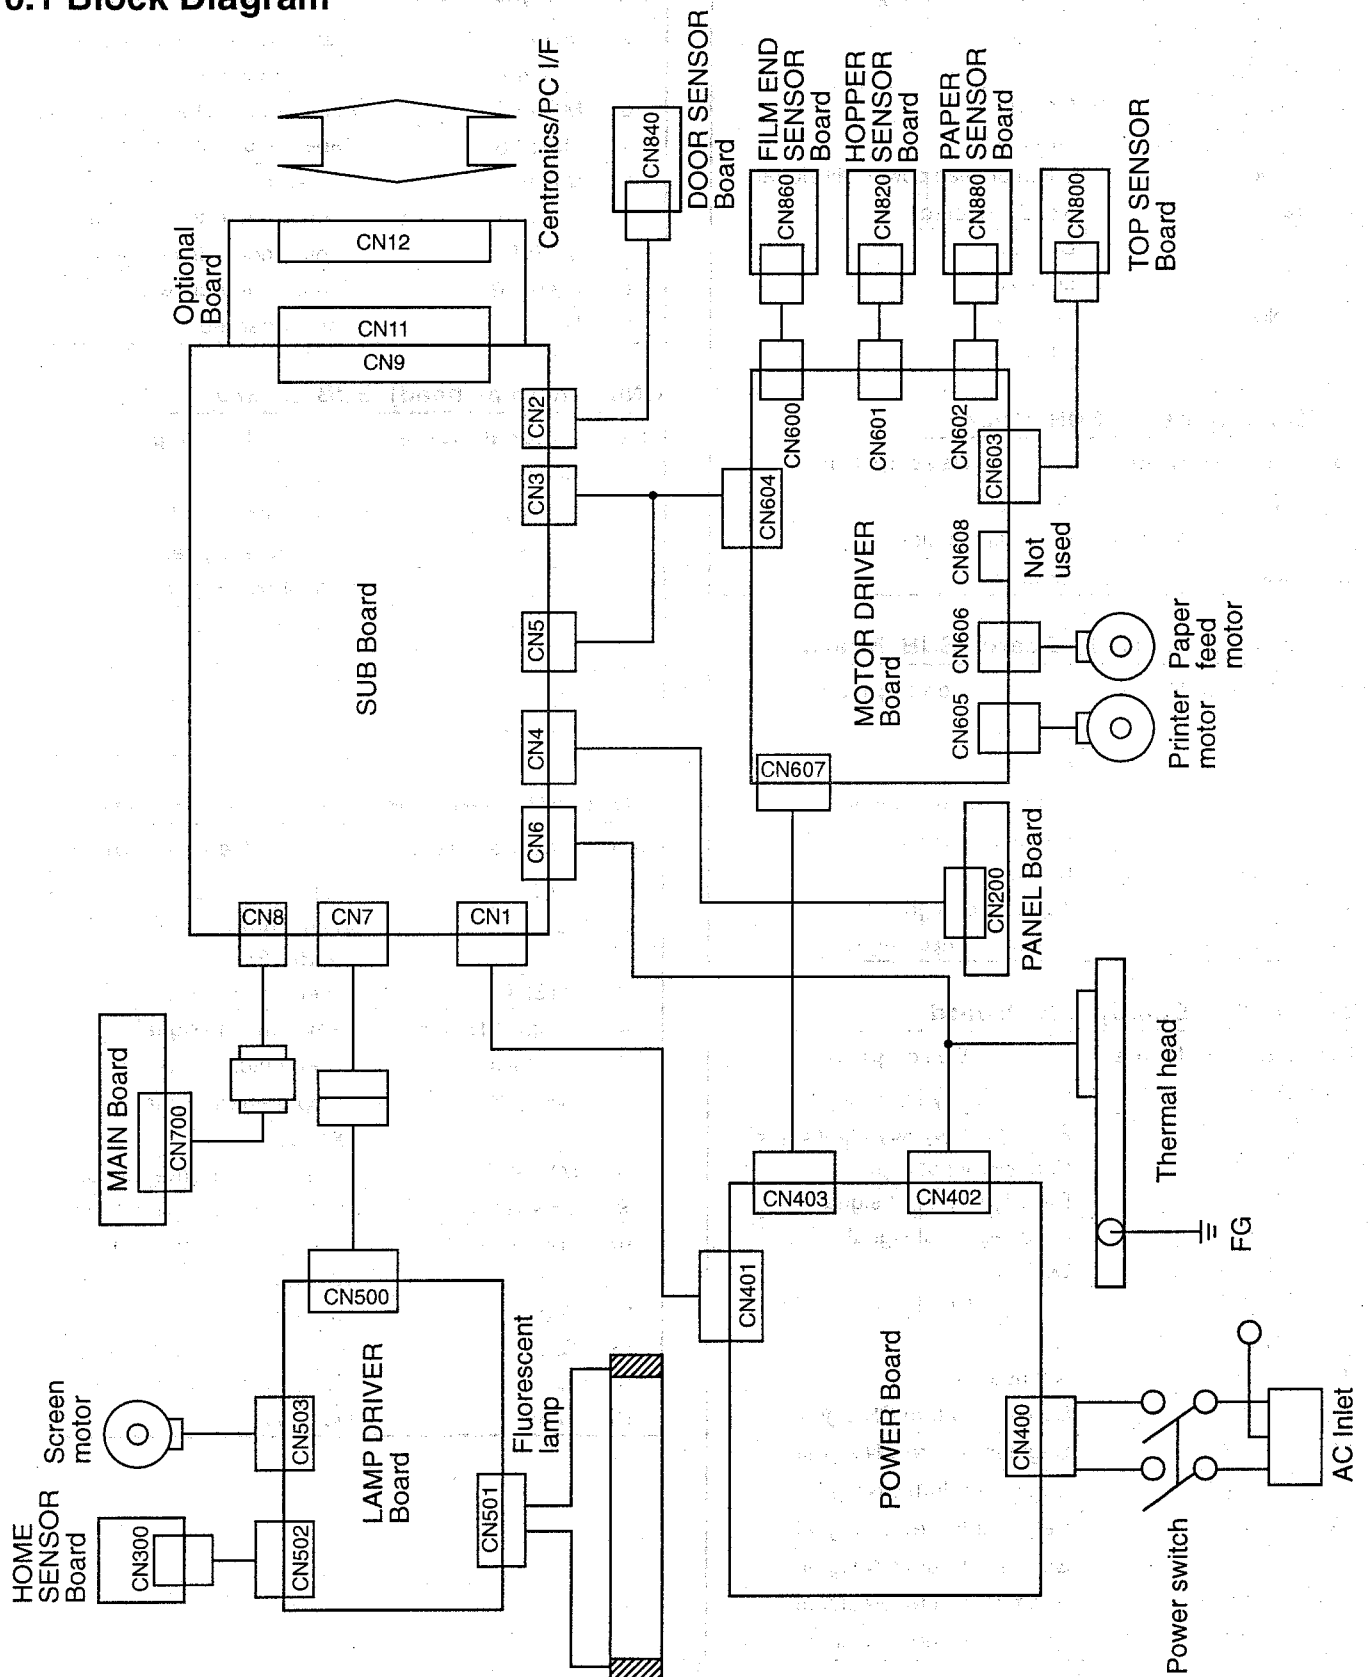 Block Diagram
Centronics/PC I/F
Optional
Board
CN12
CN11
CN9
CN840
DOOR SENSOR
Board
FILM END
SENSOR
Board
HOPPER
SENSOR
Board
PAPER
SENSOR
Board
CN860
CN820
CN880
CN800
TOP SENSOR
Board
SUB Board
CN2
CN3
CN5
CN4
CN6
CN8
CN7
CN1
CN600
CN601
CN602
CN603
CN604
CN608
Not
used
MOTOR DRIVER
Board
CN606
CN605
CN607
Paper
feed
motor
Printer
motor
CN200
PANEL Board
MAIN Board
CN700
Thermal head
FG
CN403
CN402
CN401
POWER Board
CN400
Power switch
AC Inlet
CN500
LAMP DRIVER
Board
CN503
CN502
CN501
Screen
motor
HOME
SENSOR
Board
CN300
Fluorescent
lamp